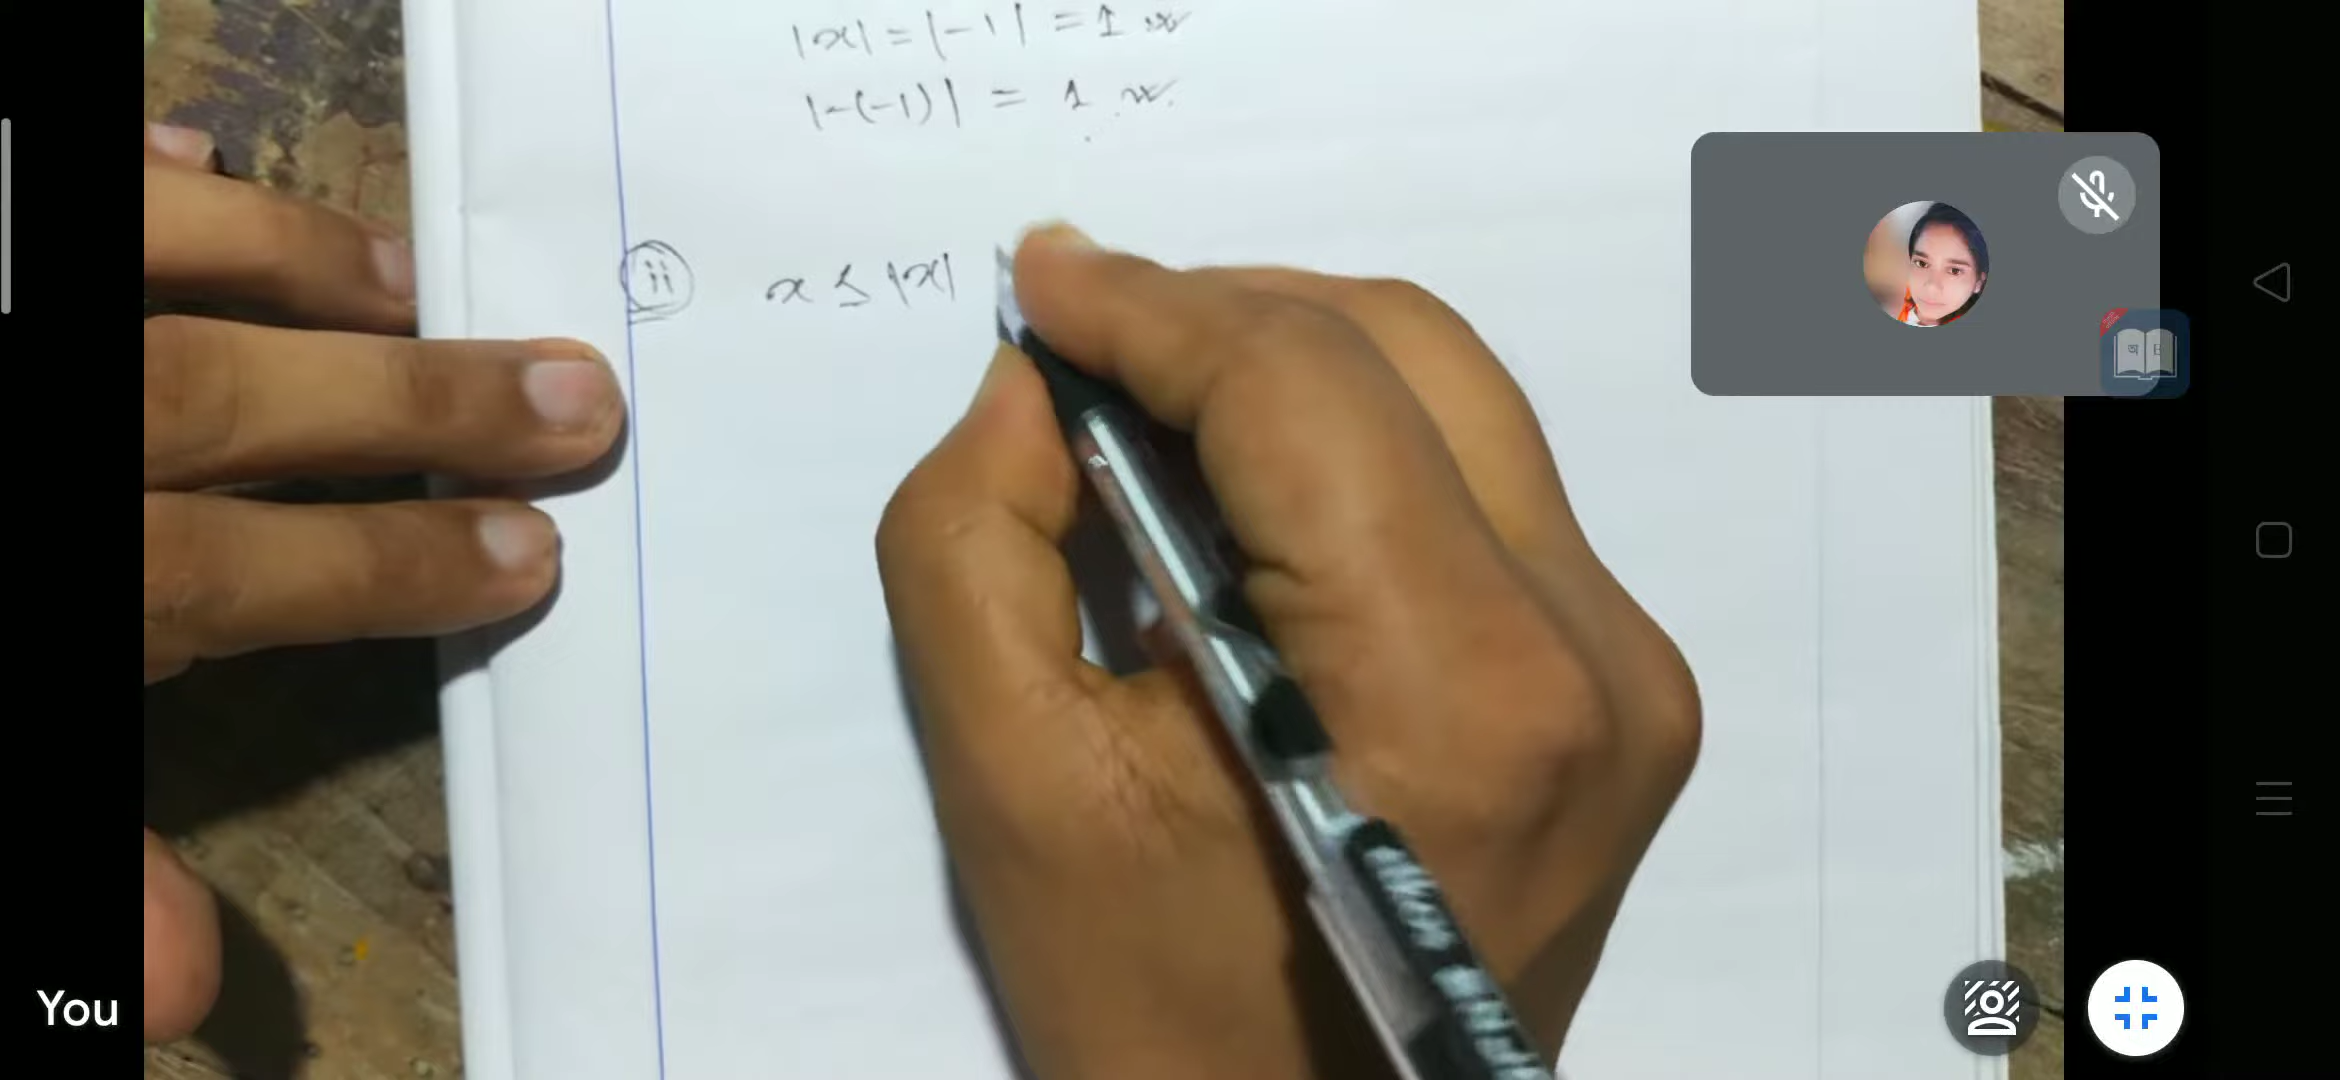 |x| = |-1| = 1
|-(-1)| = 1
ii x ≤ |x|
You